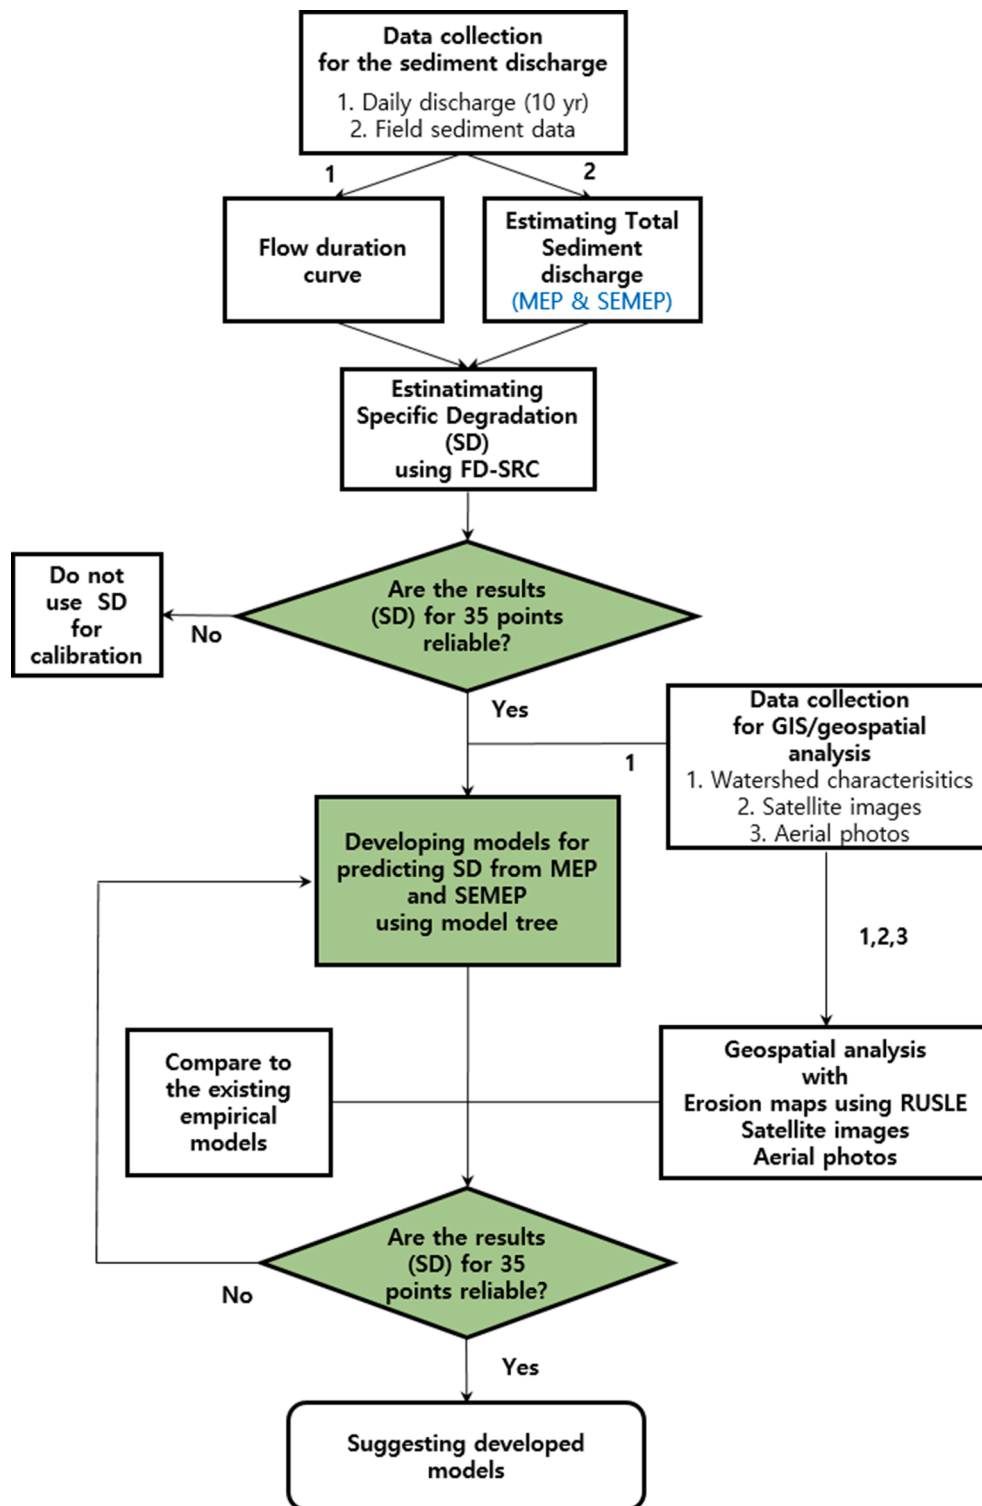 Data collection
for the sediment discharge
1. Daily discharge (10 yr)
2. Field sediment data
1
2
Flow duration
curve
Estimating Total
Sediment
discharge
(MEP & SEMEP)
Estinatimating
Specific Degradation
(SD)
using FD-SRC
Are the results
(SD) for 35 points
reliable?
Do not
use SD
for
calibration
No
Yes
Data collection
for GIS/geospatial
analysis
1. Watershed characterisitics
2. Satellite images
3. Aerial photos
1
Developing models for
predicting SD from MEP
and SEMEP
using model tree
1,2,3
Compare to
the existing
empirical
models
Geospatial analysis
with
Erosion maps using RUSLE
Satellite images
Aerial photos
Are the results
(SD) for 35
points reliable?
No
Yes
Suggesting developed
models